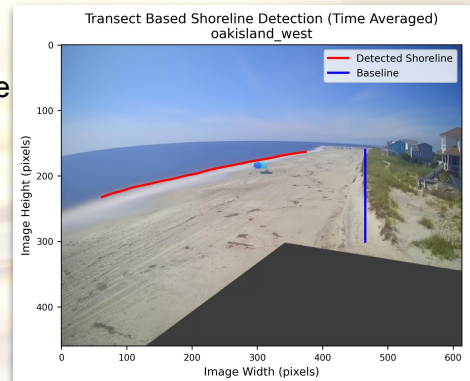 e
Transect Based Shoreline Detection (Time Averaged)
oakisland_west
Detected Shoreline
Baseline
Image Height (pixels)
0
100
200
300
400
0
100
200
300
400
500
600
Image Width (pixels)